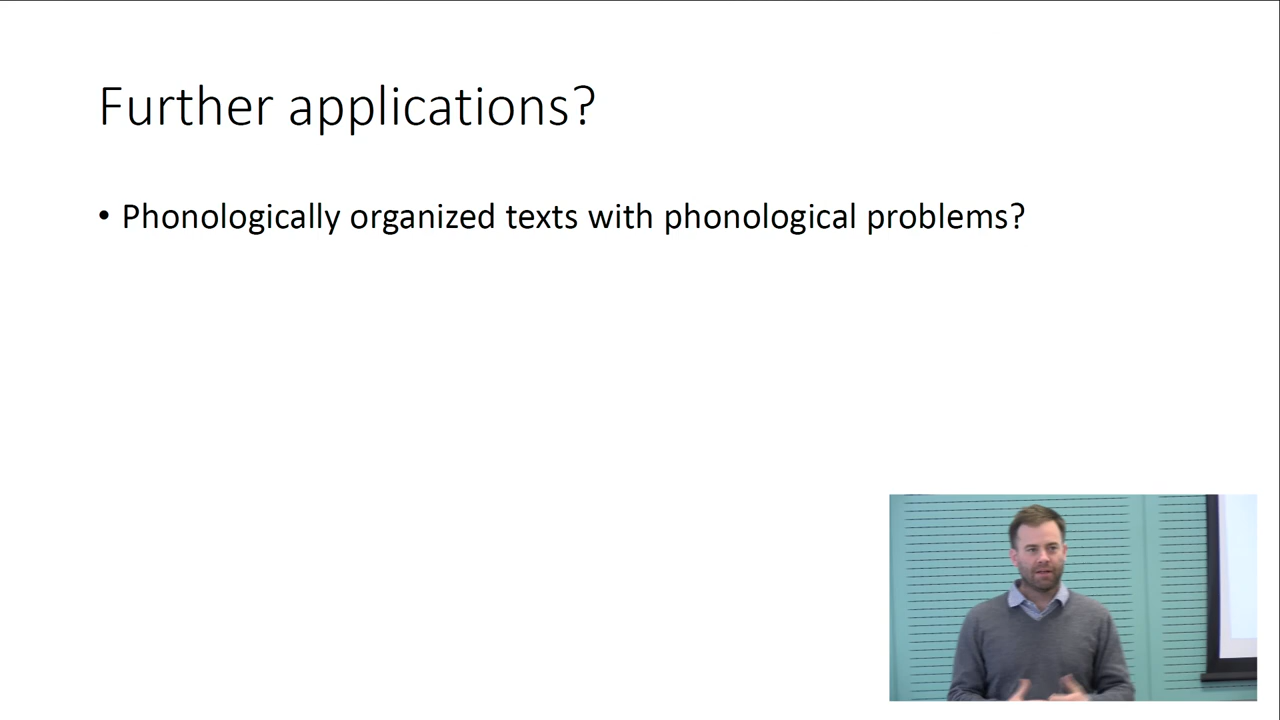 Further applications?
• Phonologically organized texts with phonological problems?